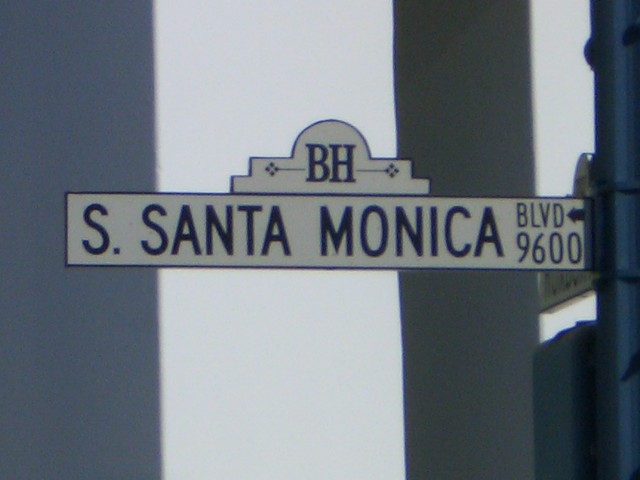 BH
S. SANTA MONICA BLVD ←
9600